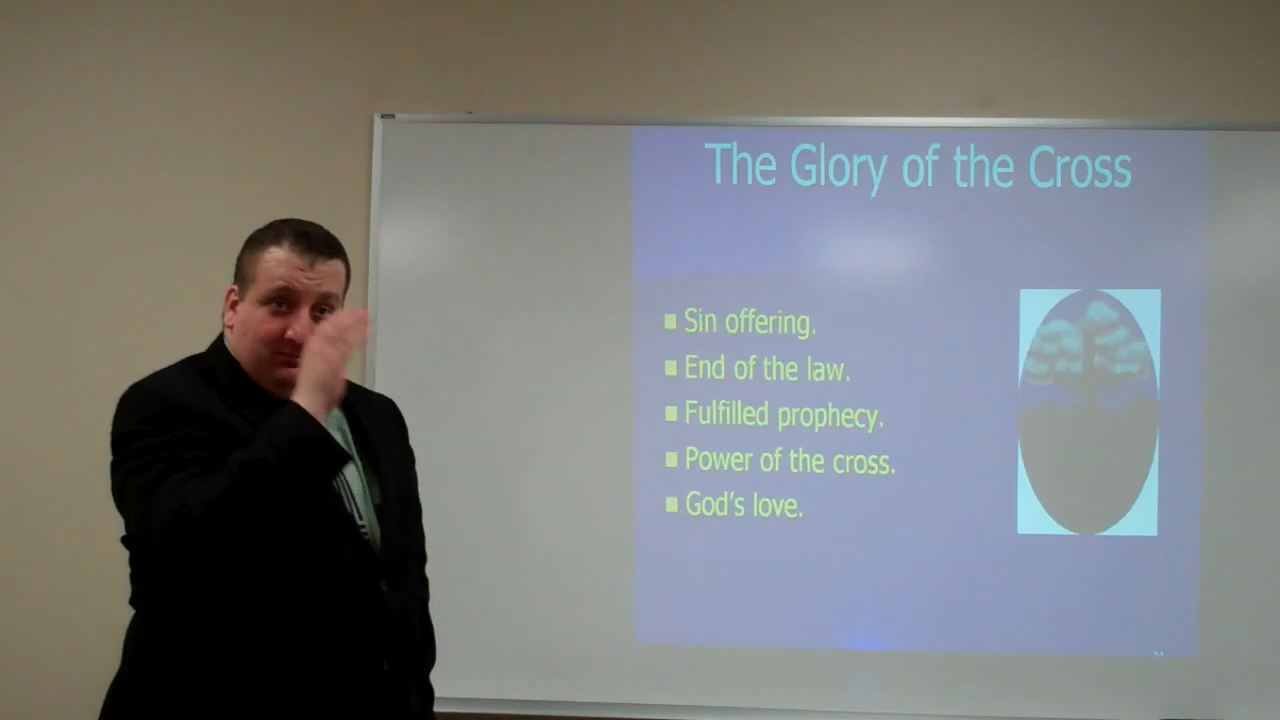 The Glory of the Cross
Sin offering.
End of the law.
Fulfilled prophecy.
Power of the cross.
God's love.